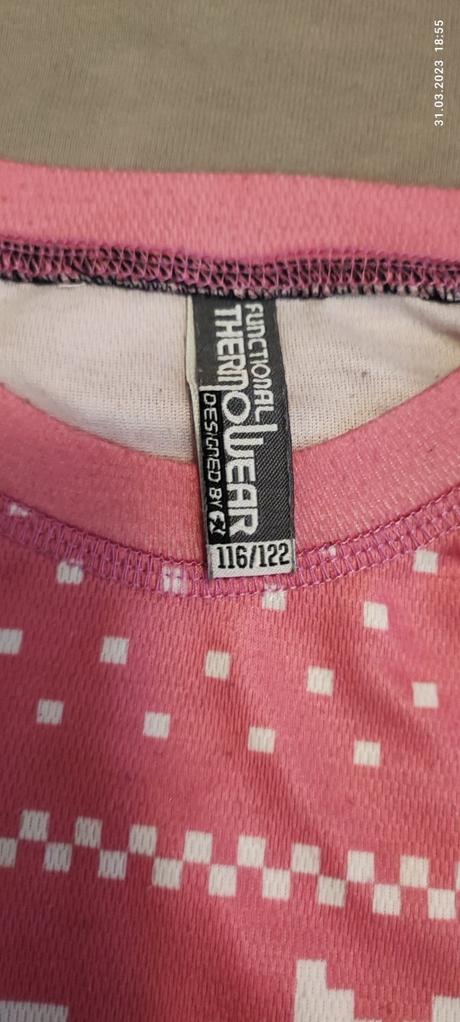 31.03.2023 18:55
FUNCTIONAL
THERMOWEAR
DESIGNED BY
116/122